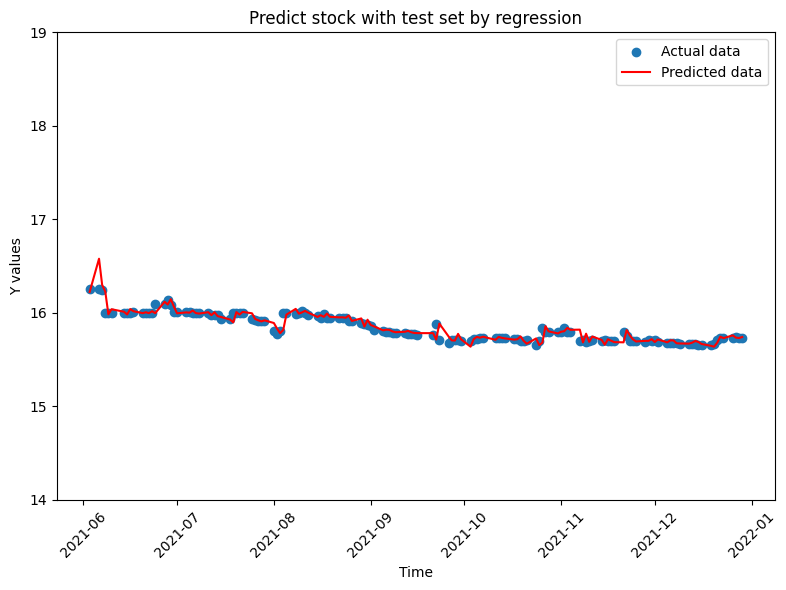 Predict stock with test set by regression
Actual data
Predicted data
Y values
19
18
17
16
15
14
2021-06
2021-07
2021-08
2021-09
2021-10
2021-11
2021-12
2022-01
Time